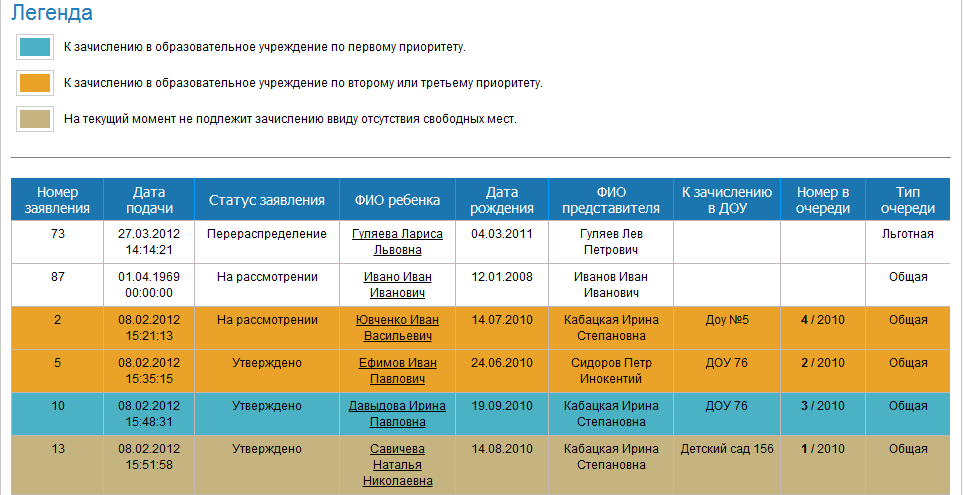 Легенда
К зачислению в образовательное учреждение по первому приоритету.
К зачислению в образовательное учреждение по второму или третьему приоритету.
На текущий момент не подлежит зачислению ввиду отсутствия свободных мест.
Номер заявления Дата подачи Статус заявления ФИО ребенка Дата рождения ФИО представителя К зачислению в ДОУ Номер в очереди Тип очереди
73 27.03.2012 14:14:21 Перераспределение Гуляева Лариса Львовна 04.03.2011 Гуляев Лев Петрович Льготная
87 01.04.1969 00:00:00 На рассмотрении Ивано Иван Иванович 12.01.2008 Иванов Иван Иванович Общая
2 08.02.2012 15:21:13 На рассмотрении Ювченко Иван Васильевич 14.07.2010 Кабацкая Ирина Степановна Доу №5 4 / 2010 Общая
5 08.02.2012 15:35:15 Утверждено Ефимов Иван Павлович 24.06.2010 Сидоров Петр Инокентий ДОУ 76 2 / 2010 Общая
10 08.02.2012 15:48:31 Утверждено Давыдова Ирина Павловна 19.09.2010 Кабацкая Ирина Степановна ДОУ 76 3 / 2010 Общая
13 08.02.2012 15:51:58 Утверждено Савичева Наталья Николаевна 14.08.2010 Кабацкая Ирина Степановна Детский сад 156 1 / 2010 Общая